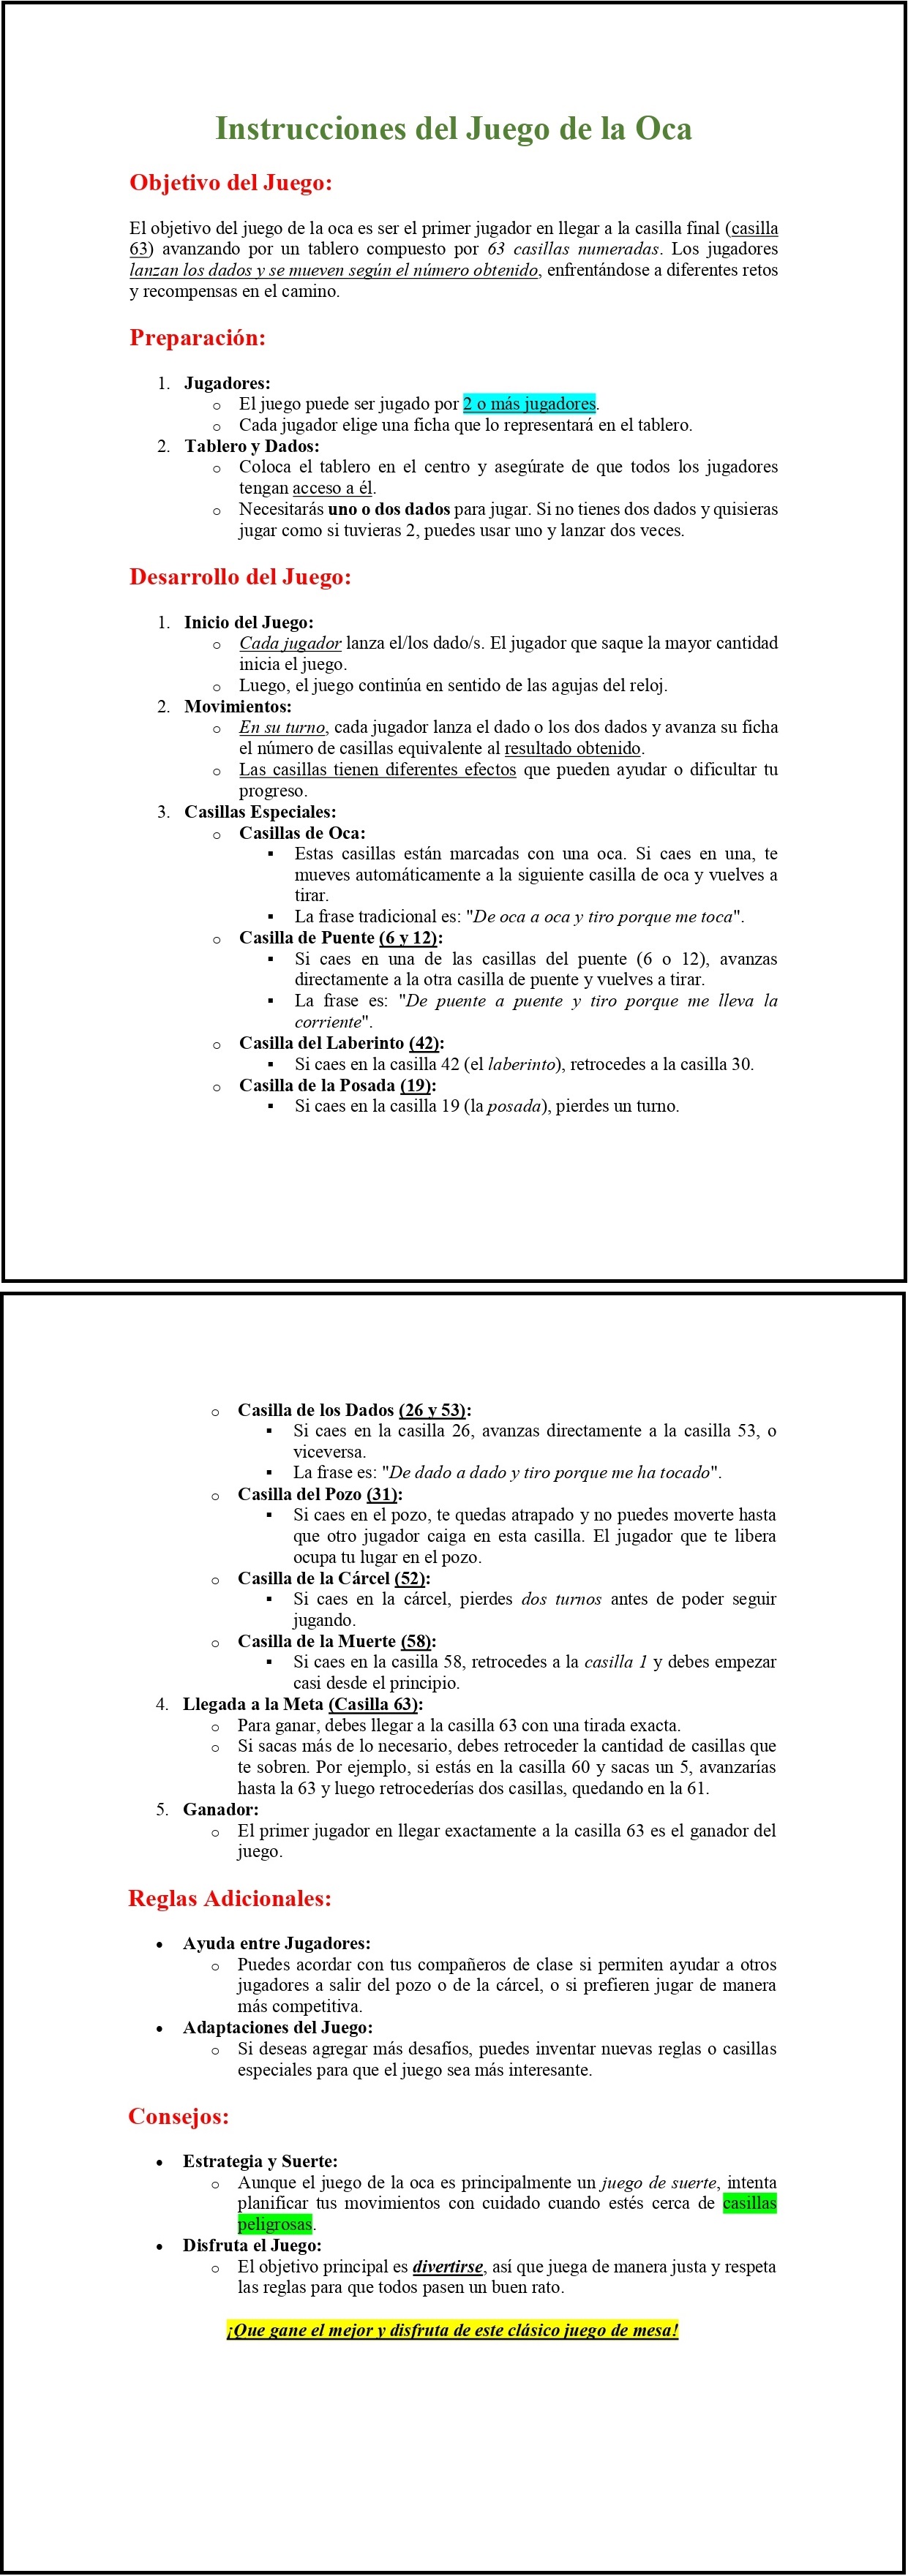 Instrucciones del Juego de la Oca
Objetivo del Juego:
El objetivo del juego de la oca es ser el primer jugador en llegar a la casilla final (casilla
63) avanzando por un tablero compuesto por 63 casillas numeradas. Los jugadores
lanzan los dados y se mueven según el número obtenido, enfrentándose a diferentes retos
y recompensas en el camino.
Preparación:
1. Jugadores:
o El juego puede ser jugado por 2 o más jugadores.
o Cada jugador elige una ficha que lo representará en el tablero.
2. Tablero y Dados:
o Coloca el tablero en el centro y asegúrate de que todos los jugadores
tengan acceso a él.
o Necesitarás uno o dos dados para jugar. Si no tienes dos dados y quisieras
jugar como si tuvieras 2, puedes usar uno y lanzar dos veces.
Desarrollo del Juego:
1. Inicio del Juego:
o Cada jugador lanza el/los dado/s. El jugador que saque la mayor cantidad
inicia el juego.
o Luego, el juego continúa en sentido de las agujas del reloj.
2. Movimientos:
o En su turno, cada jugador lanza el dado o los dos dados y avanza su ficha
el número de casillas equivalente al resultado obtenido.
o Las casillas tienen diferentes efectos que pueden ayudar o dificultar tu
progreso.
3. Casillas Especiales:
o Casillas de Oca:
▪ Estas casillas están marcadas con una oca. Si caes en una, te
mueves automáticamente a la siguiente casilla de oca y vuelves a
tirar.
▪ La frase tradicional es: "De oca a oca y tiro porque me toca".
o Casilla de Puente (6 y 12):
▪ Si caes en una de las casillas del puente (6 o 12), avanzas
directamente a la otra casilla de puente y vuelves a tirar.
▪ La frase es: "De puente a puente y tiro porque me lleva la
corriente".
o Casilla del Laberinto (42):
▪ Si caes en la casilla 42 (el laberinto), retrocedes a la casilla 30.
o Casilla de la Posada (19):
▪ Si caes en la casilla 19 (la posada), pierdes un turno.
o Casilla de los Dados (26 y 53):
▪ Si caes en la casilla 26, avanzas directamente a la casilla 53, o
viceversa.
▪ La frase es: "De dado a dado y tiro porque me ha tocado".
o Casilla del Pozo (31):
▪ Si caes en el pozo, te quedas atrapado y no puedes moverte hasta
que otro jugador caiga en esta casilla. El jugador que te libera
ocupa tu lugar en el pozo.
o Casilla de la Cárcel (52):
▪ Si caes en la cárcel, pierdes dos turnos antes de poder seguir
jugando.
o Casilla de la Muerte (58):
▪ Si caes en la casilla 58, retrocedes a la casilla 1 y debes empezar
casi desde el principio.
4. Llegada a la Meta (Casilla 63):
o Para ganar, debes llegar a la casilla 63 con una tirada exacta.
o Si sacas más de lo necesario, debes retroceder la cantidad de casillas que
te sobren. Por ejemplo, si estás en la casilla 60 y sacas un 5, avanzarías
hasta la 63 y luego retrocederías dos casillas, quedando en la 61.
5. Ganador:
o El primer jugador en llegar exactamente a la casilla 63 es el ganador del
juego.
Reglas Adicionales:
• Ayuda entre Jugadores:
o Puedes acordar con tus compañeros de clase si permiten ayudar a otros
jugadores a salir del pozo o de la cárcel, o si prefieren jugar de manera
más competitiva.
• Adaptaciones del Juego:
o Si deseas agregar más desafíos, puedes inventar nuevas reglas o casillas
especiales para que el juego sea más interesante.
Consejos:
• Estrategia y Suerte:
o Aunque el juego de la oca es principalmente un juego de suerte, intenta
planificar tus movimientos con cuidado cuando estés cerca de casillas
peligrosas.
• Disfruta el Juego:
o El objetivo principal es divertirse, así que juega de manera justa y respeta
las reglas para que todos pasen un buen rato.
¡Que gane el mejor y disfruta de este clásico juego de mesa!